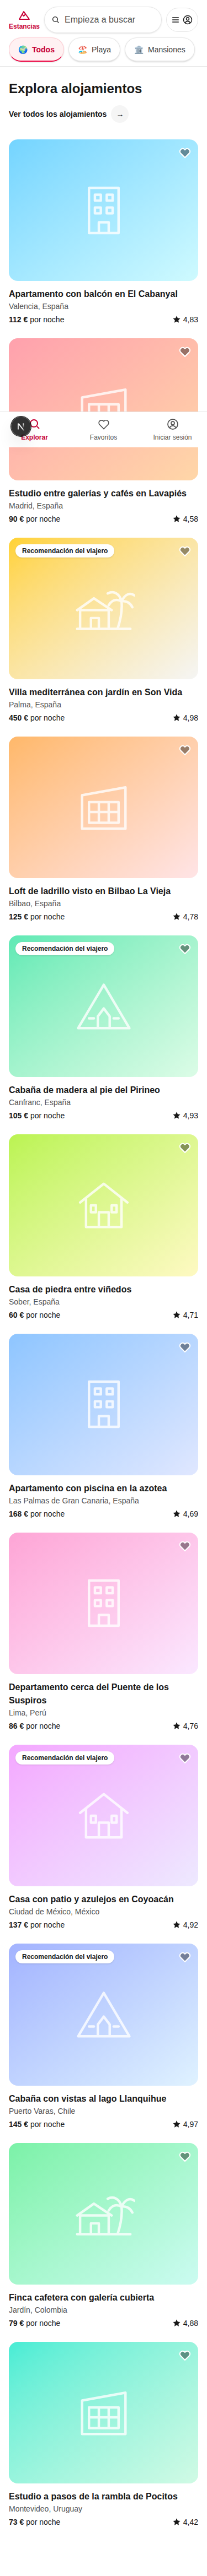 Estancias
Empieza a buscar
Todos
Playa
Mansiones
Explora alojamientos
Ver todos los alojamientos →
Apartamento con balcón en El Cabanyal
Valencia, España
112 € por noche
4,83
N
Explorar
Favoritos
Iniciar sesión
Estudio entre galerías y cafés en Lavapiés
Madrid, España
90 € por noche
4,58
Recomendación del viajero
Villa mediterránea con jardín en Son Vida
Palma, España
450 € por noche
4,98
Loft de ladrillo visto en Bilbao La Vieja
Bilbao, España
125 € por noche
4,78
Recomendación del viajero
Cabaña de madera al pie del Pirineo
Canfranc, España
105 € por noche
4,93
Casa de piedra entre viñedos
Sober, España
60 € por noche
4,71
Apartamento con piscina en la azotea
Las Palmas de Gran Canaria, España
168 € por noche
4,69
Departamento cerca del Puente de los
Suspiros
Lima, Perú
86 € por noche
4,76
Recomendación del viajero
Casa con patio y azulejos en Coyoacán
Ciudad de México, México
137 € por noche
4,92
Recomendación del viajero
Cabaña con vistas al lago Llanquihue
Puerto Varas, Chile
145 € por noche
4,97
Finca cafetera con galería cubierta
Jardín, Colombia
79 € por noche
4,88
Estudio a pasos de la rambla de Pocitos
Montevideo, Uruguay
73 € por noche
4,42